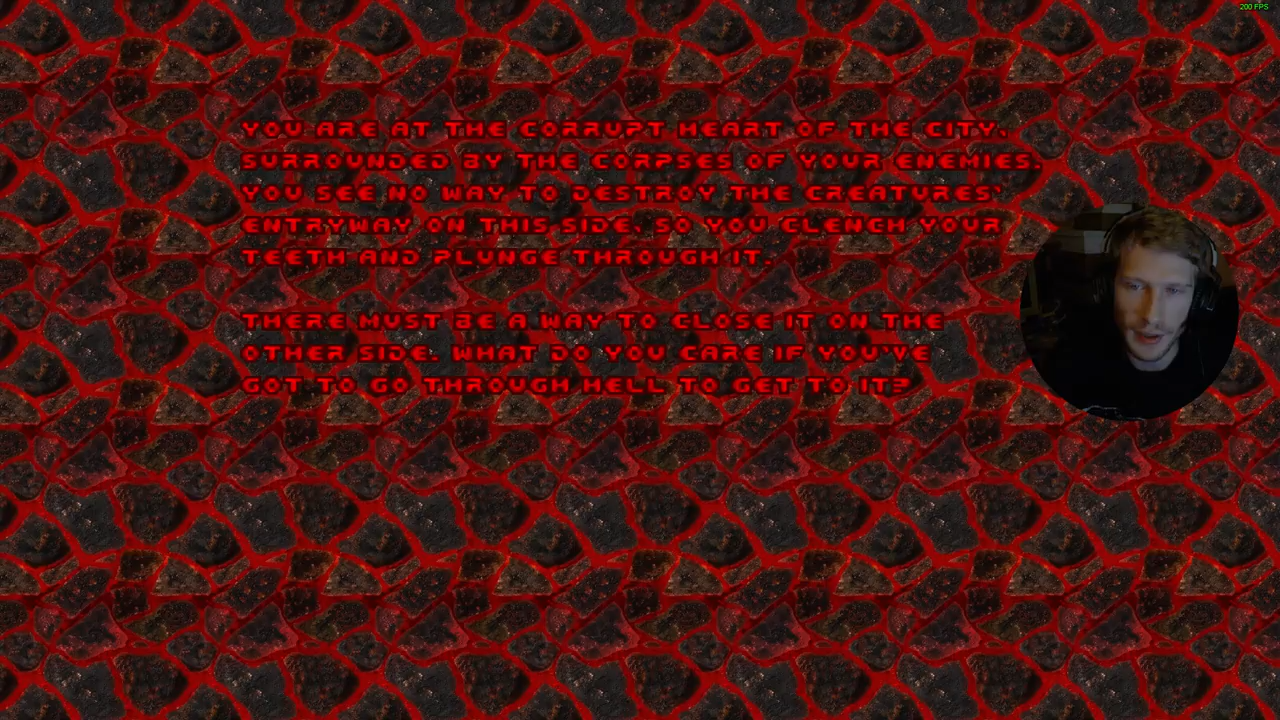 200 FPS
YOU ARE AT THE CORRUPT HEART OF THE CITY,
SURROUNDED BY THE CORPSES OF YOUR ENEMIES.
YOU SEE NO WAY TO DESTROY THE CREATURES'
ENTRYWAY ON THIS SIDE, SO YOU CLENCH YOUR
TEETH AND PLUNGE THROUGH IT.
THERE MUST BE A WAY TO CLOSE IT ON THE
OTHER SIDE. WHAT DO YOU CARE IF YOU'VE
GOT TO GO THROUGH HELL TO GET TO IT?